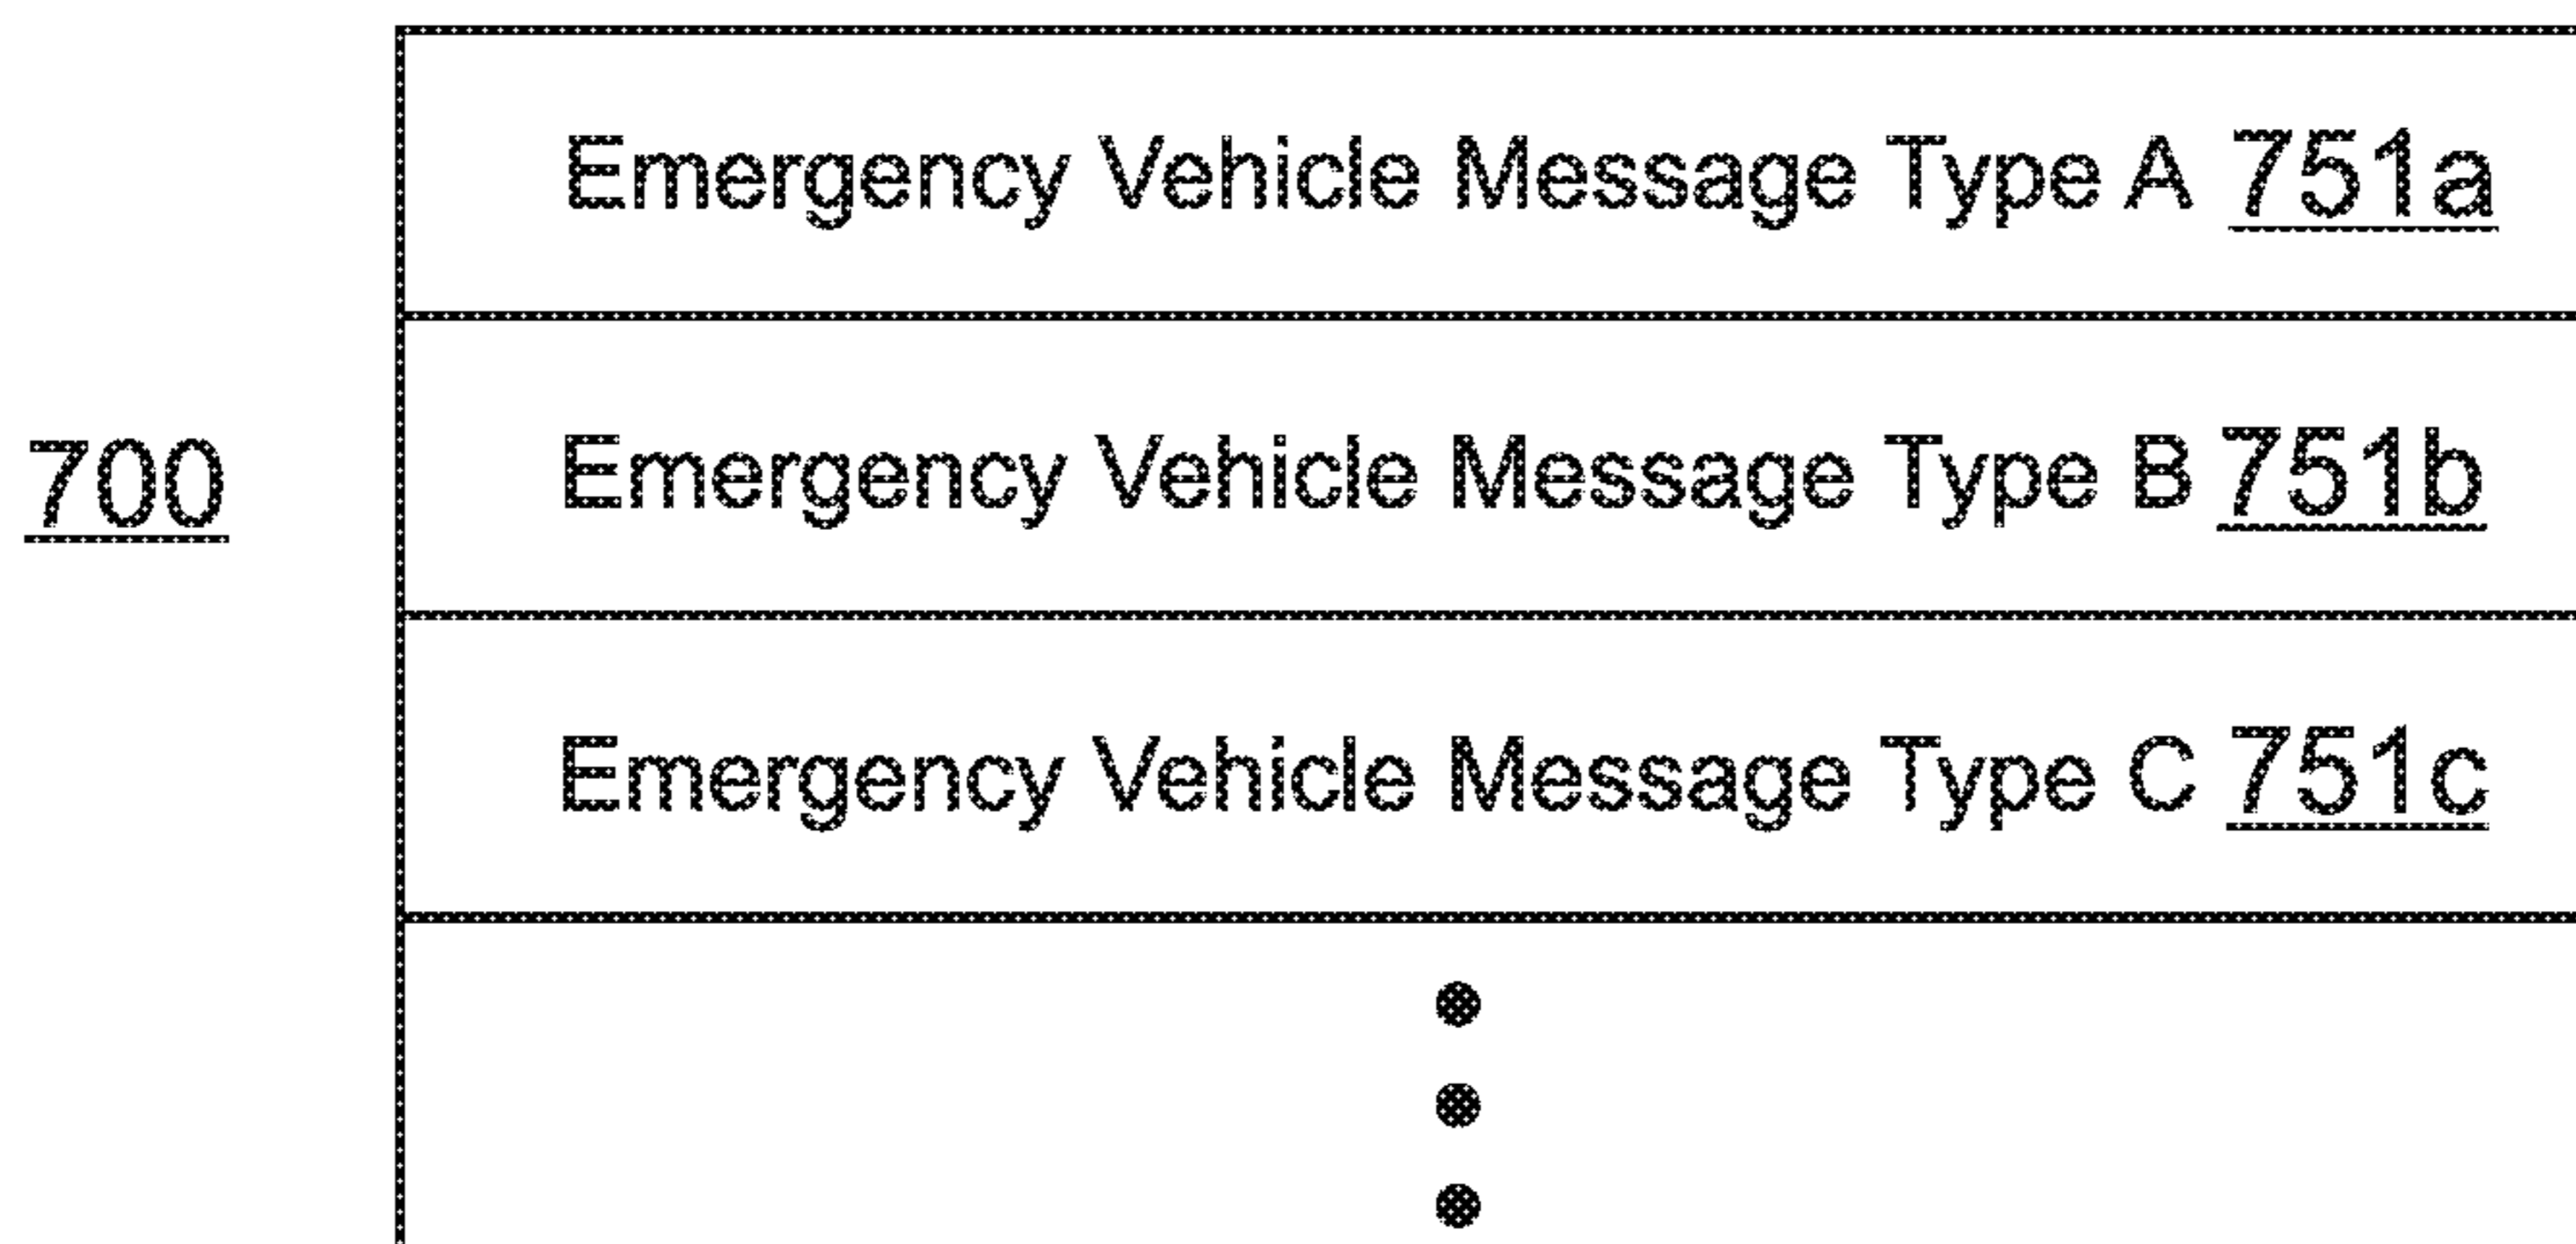 Emergency Vehicle Message Type A 751a
700
Emergency Vehicle Message Type B 751b
Emergency Vehicle Message Type C 751c